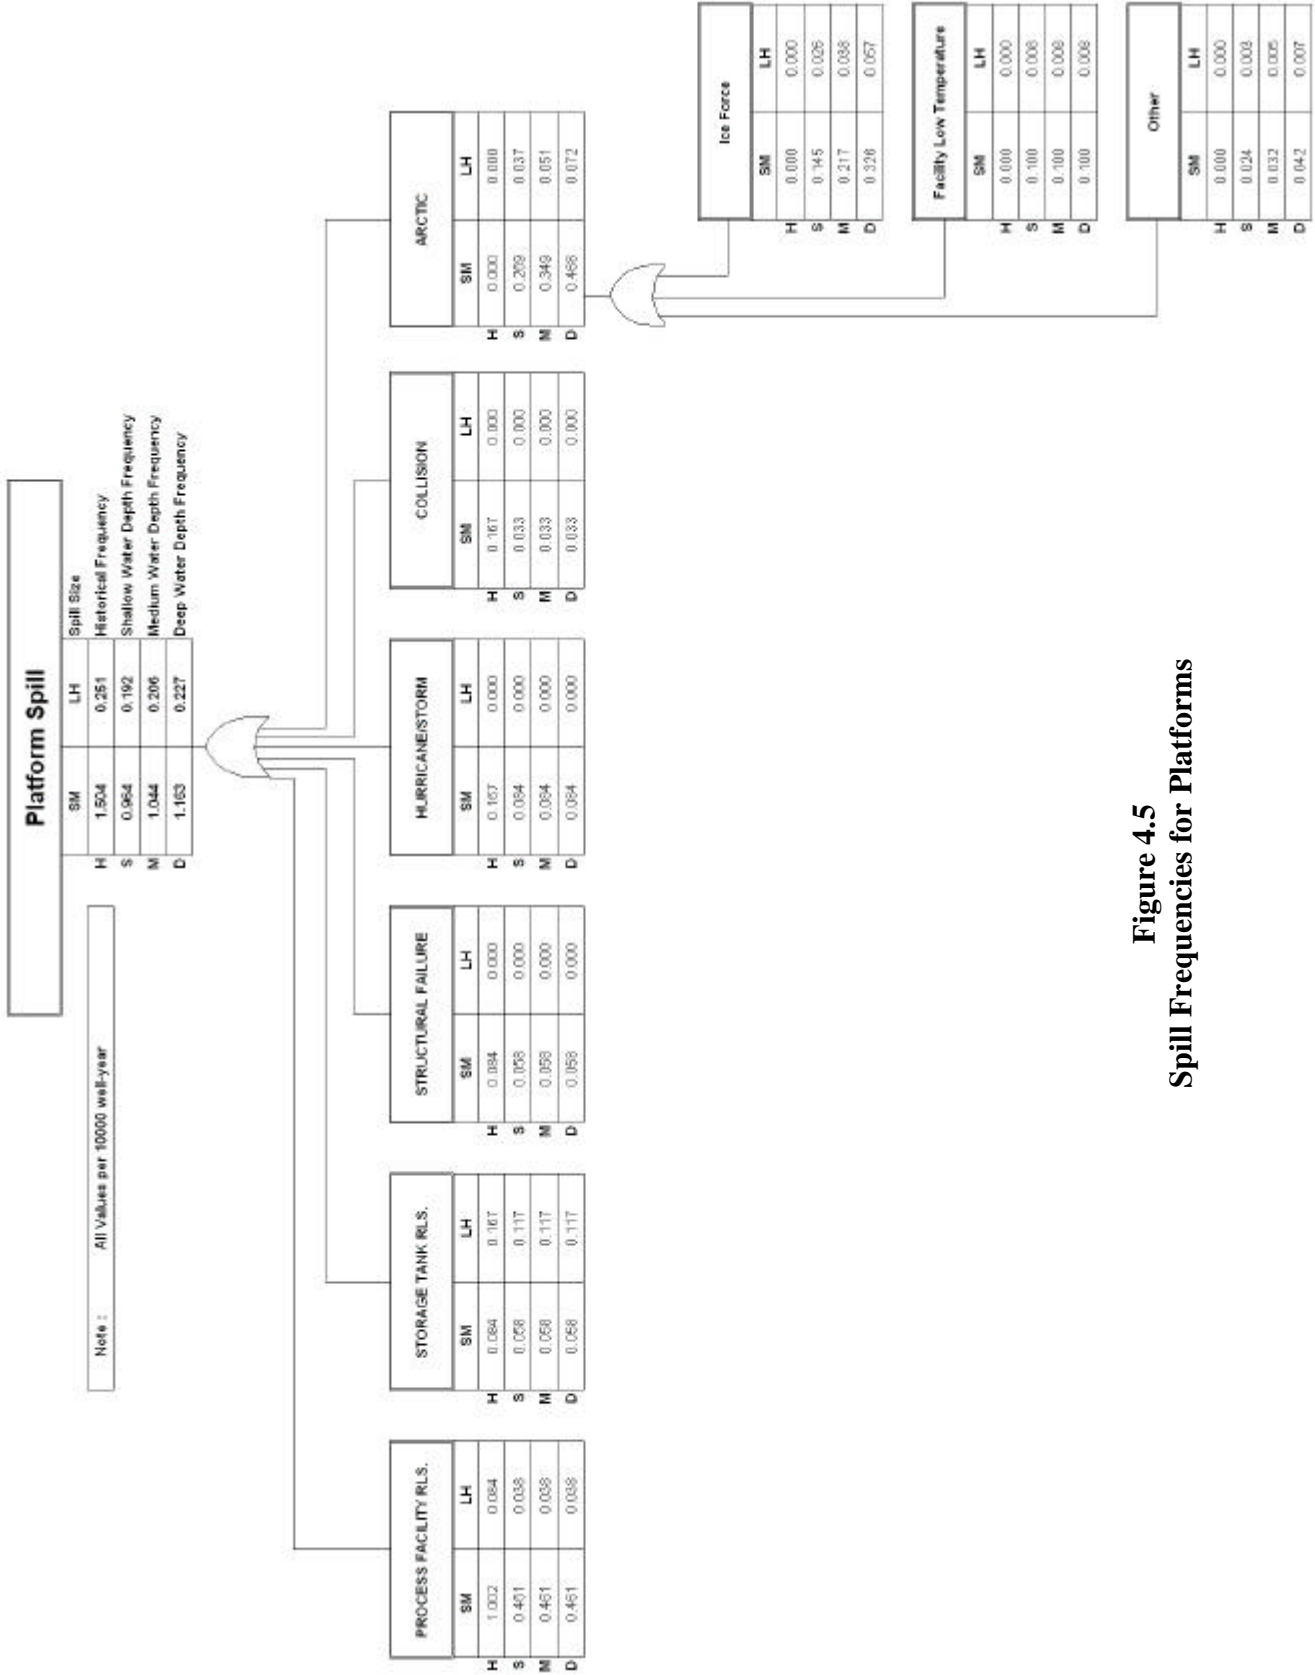 Platform Spill
SM LH Spill Size
H 1.504 0.251 Historical Frequency
S 0.964 0.192 Shallow Water Depth Frequency
M 1.044 0.206 Medium Water Depth Frequency
D 1.163 0.227 Deep Water Depth Frequency
Note : All Values per 10000 well-year
PROCESS FACILITY RLS.
SM LH
H 1.002 0.084
S 0.461 0.038
M 0.461 0.038
D 0.461 0.038
STORAGE TANK RLS.
SM LH
H 0.084 0.167
S 0.058 0.117
M 0.058 0.117
D 0.058 0.117
STRUCTURAL FAILURE
SM LH
H 0.084 0.000
S 0.058 0.000
M 0.058 0.000
D 0.058 0.000
HURRICANE/STORM
SM LH
H 0.167 0.000
S 0.084 0.000
M 0.084 0.000
D 0.084 0.000
COLLISION
SM LH
H 0.167 0.000
S 0.033 0.000
M 0.033 0.000
D 0.033 0.000
ARCTIC
SM LH
H 0.000 0.000
S 0.269 0.037
M 0.349 0.051
D 0.468 0.072
Ice Force
SM LH
H 0.000 0.000
S 0.145 0.026
M 0.217 0.038
D 0.326 0.057
Facility Low Temperature
SM LH
H 0.000 0.000
S 0.100 0.008
M 0.100 0.008
D 0.100 0.008
Other
SM LH
H 0.000 0.000
S 0.024 0.003
M 0.032 0.005
D 0.042 0.007
Figure 4.5
Spill Frequencies for Platforms